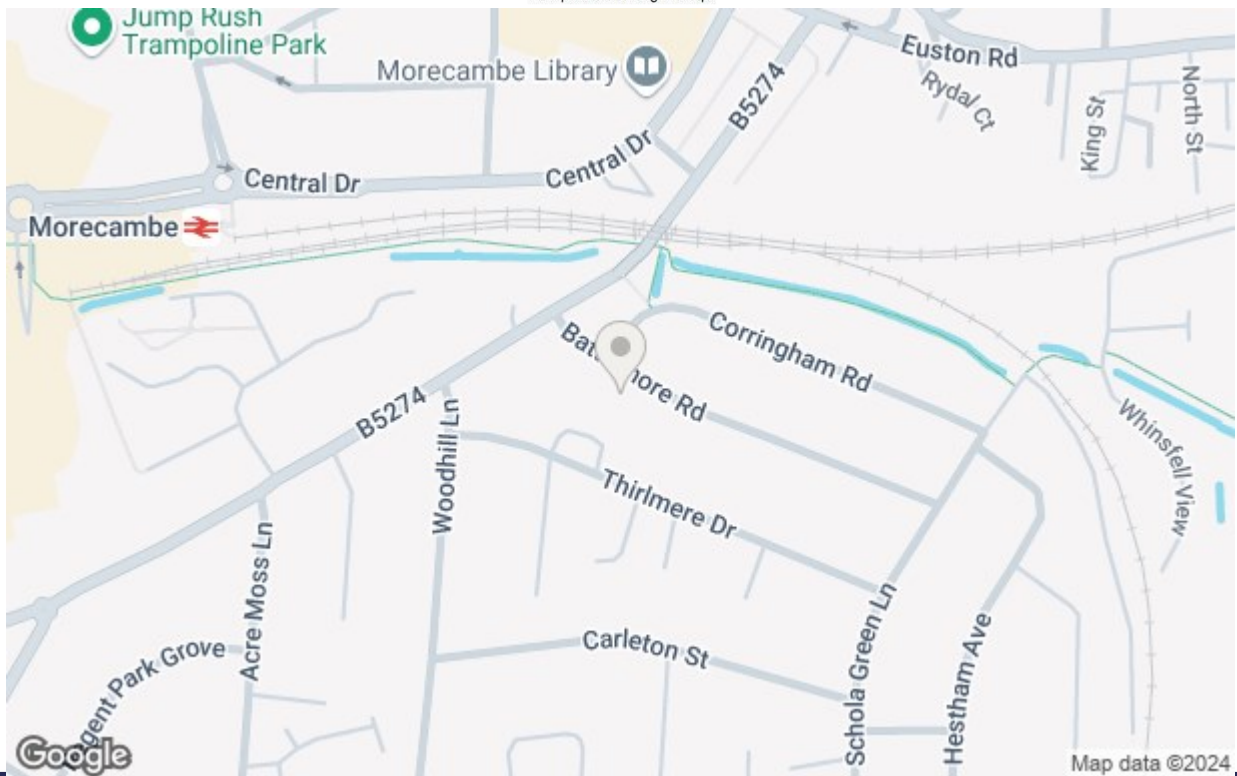 Jump Rush
Trampoline Park
Morecambe Library
Euston Rd
Rydal Ct
North St
King St
B5274
Central Dr
Central Dr
Morecambe
Corringham Rd
B5274
Woodhill Ln
Whinsfell View
Thirlmere Dr
Acre Moss Ln
Schola Green Ln
Hestham Ave
Carleton St
Park Grove
Google
Map data ©2024